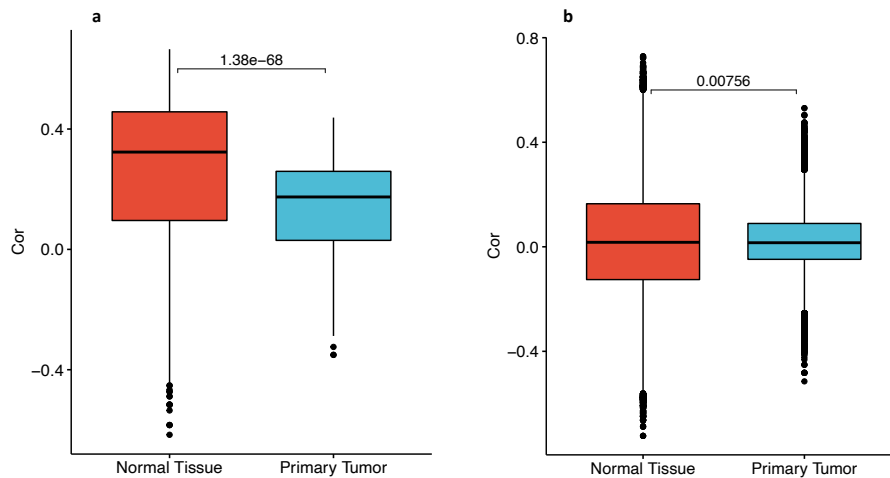 a
1.38e−68
0.4
0.0
−0.4
Cor
Normal Tissue
Primary Tumor
b
0.8
0.00756
0.4
0.0
−0.4
Cor
Normal Tissue
Primary Tumor